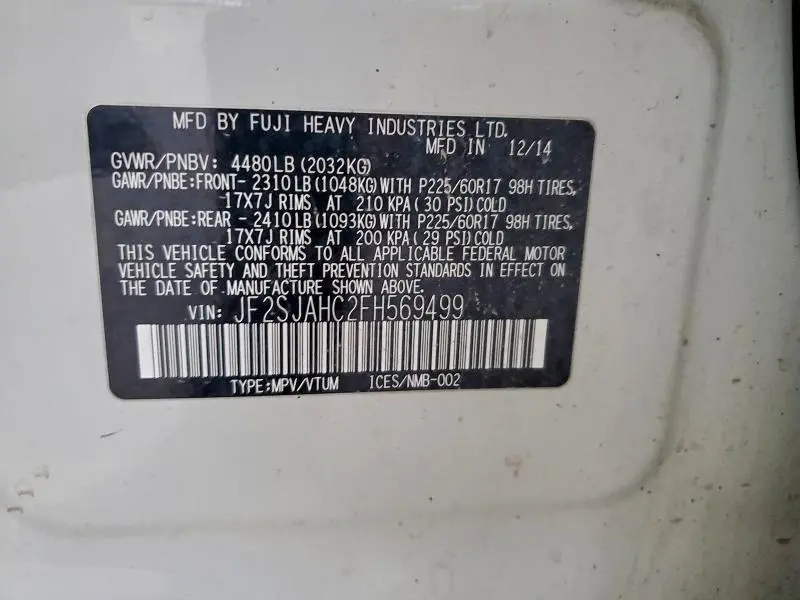 MFD BY FUJI HEAVY INDUSTRIES LTD.
MFD IN 12/14
GVWR/PNBV: 4480LB (2032KG)
GAWR/PNBE:FRONT- 2310LB (1048KG) WITH P225/60R17 98H TIRES,
17X7J RIMS AT 210 KPA (30 PSI) COLD
GAWR/PNBE:REAR - 2410LB (1093KG) WITH P225/60R17 98H TIRES,
17X7J RIMS AT 200 KPA (29 PSI) COLD
THIS VEHICLE CONFORMS TO ALL APPLICABLE FEDERAL MOTOR
VEHICLE SAFETY AND THEFT PREVENTION STANDARDS IN EFFECT ON
THE DATE OF MANUFACTURE SHOWN ABOVE.
VIN: JF2SJAHC2FH569499
TYPE:MPV/VTUM ICES/NMB-002